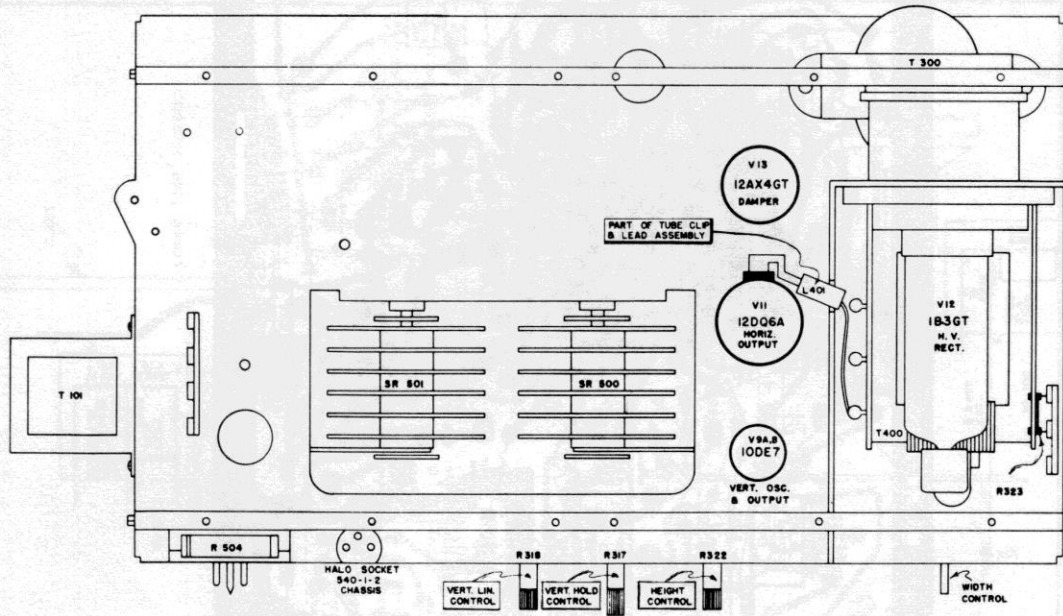 T 300
V13
12AX4GT
DAMPER
PART OF TUBE CLIP
& LEAD ASSEMBLY
L401
V11
12DQ6A
HORIZ.
OUTPUT
V12
1B3GT
H. V.
RECT.
T 101
SR 501
SR 500
V9A,B
10DE7
VERT. OSC.
& OUTPUT
T400
R323
R 504
HALO SOCKET
540-1-2
CHASSIS
R318
VERT. LIN.
CONTROL
R317
VERT. HOLD
CONTROL
R322
HEIGHT
CONTROL
WIDTH
CONTROL